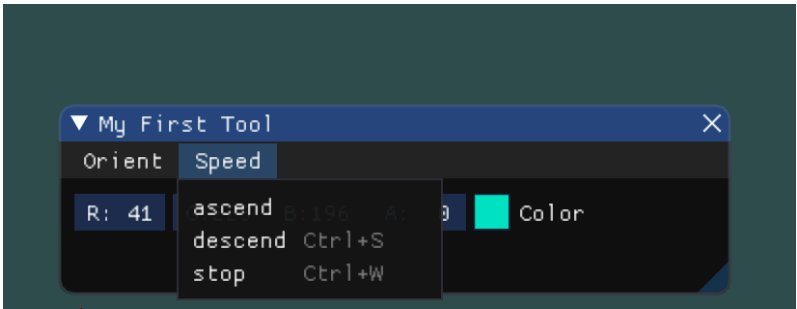 My First Tool
Orient Speed
R: 41 B:196 A: Color
ascend
descend Ctrl+S
stop Ctrl+W